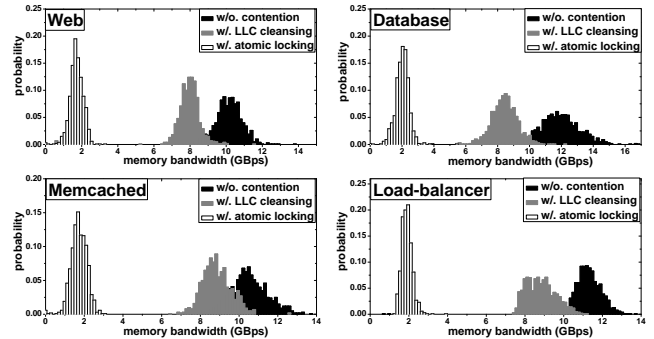 Web
w/o. contention
w/. LLC cleansing
w/. atomic locking
probability
0.25
0.20
0.15
0.10
0.05
0.00
0 2 4 6 8 10 12 14
memory bandwidth (GBps)
Database
w/o. contention
w/. LLC cleansing
w/. atomic locking
probability
0.25
0.20
0.15
0.10
0.05
0.00
0 2 4 6 8 10 12 14 16
memory bandwidth (GBps)
Memcached
w/o. contention
w/. LLC cleansing
w/. atomic locking
probability
0.20
0.15
0.10
0.05
0.00
0 2 4 6 8 10 12 14
memory bandwidth (GBps)
Load-balancer
w/o. contention
w/. LLC cleansing
w/. atomic locking
probability
0.25
0.20
0.15
0.10
0.05
0.00
0 2 4 6 8 10 12 14
memory bandwidth (GBps)